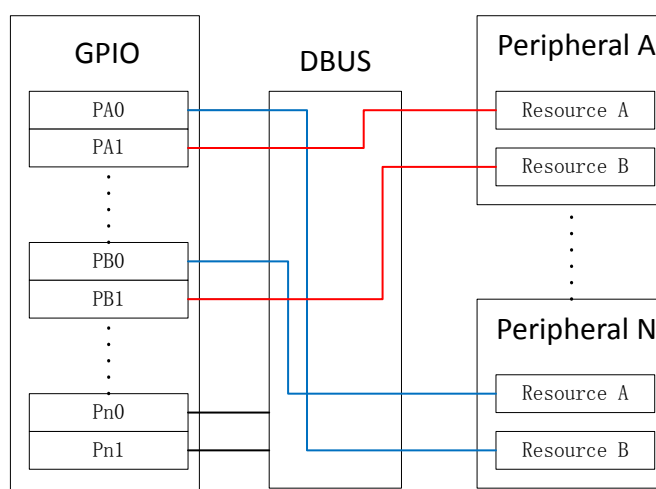 GPIO
PA0
PA1
PB0
PB1
Pn0
Pn1
DBUS
Peripheral A
Resource A
Resource B
Peripheral N
Resource A
Resource B